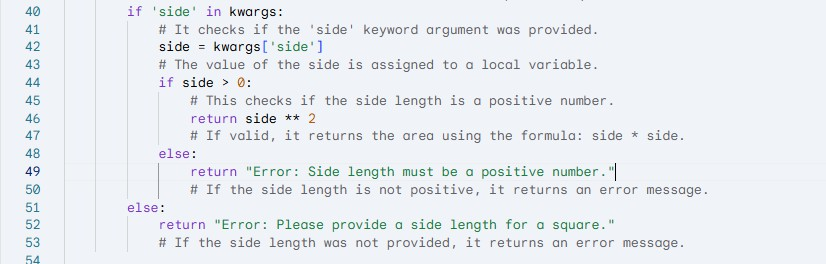 40 if 'side' in kwargs:
41 # It checks if the 'side' keyword argument was provided.
42 side = kwargs['side']
43 # The value of the side is assigned to a local variable.
44 if side > 0:
45 # This checks if the side length is a positive number.
46 return side ** 2
47 # If valid, it returns the area using the formula: side * side.
48 else:
49 return "Error: Side length must be a positive number."
50 # If the side length is not positive, it returns an error message.
51 else:
52 return "Error: Please provide a side length for a square."
53 # If the side length was not provided, it returns an error message.
54